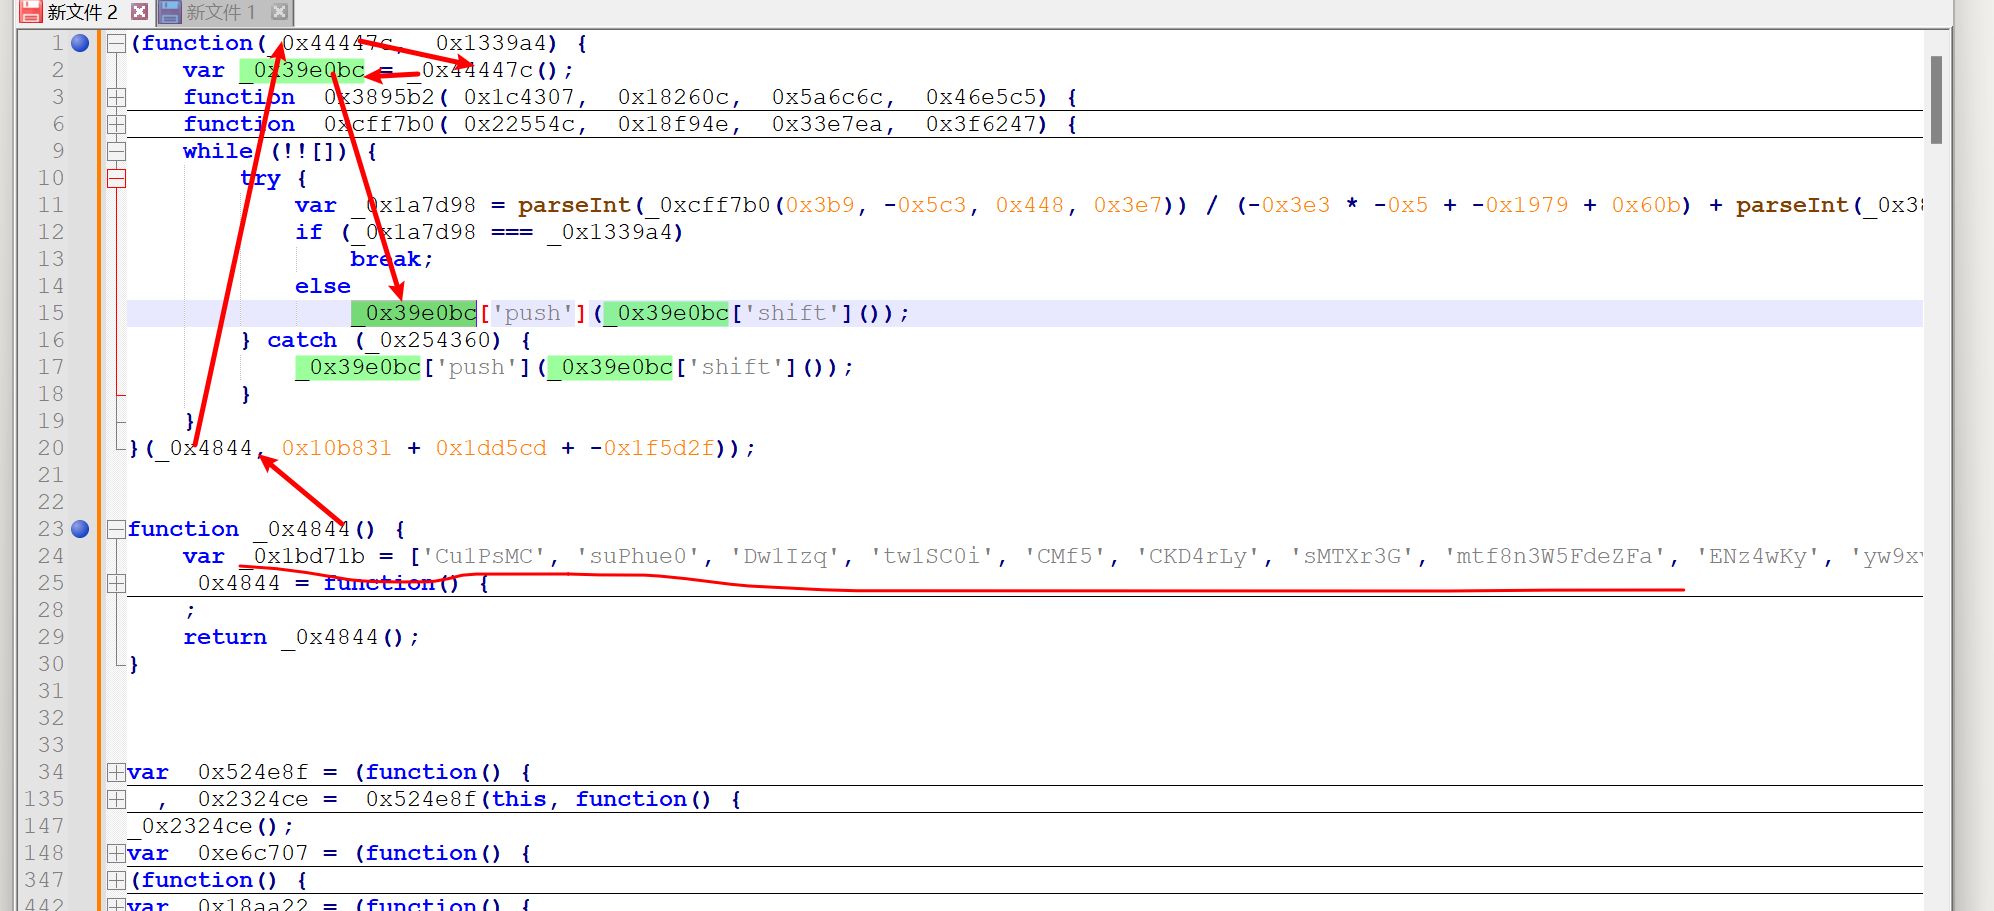 新文件 2 新文件 1
1 (function(_0x44447c, _0x1339a4) {
2 var _0x39e0bc = _0x44447c();
3 function _0x3895b2(_0x1c4307, _0x18260c, _0x5a6c6c, _0x46e5c5) {
6 function _0xcff7b0(_0x22554c, _0x18f94e, _0x33e7ea, _0x3f6247) {
9 while (!![]) {
10 try {
11 var _0x1a7d98 = parseInt(_0xcff7b0(0x3b9, -0x5c3, 0x448, 0x3e7)) / (-0x3e3 * -0x5 + -0x1979 + 0x60b) + parseInt(_0x38
12 if (_0x1a7d98 === _0x1339a4)
13 break;
14 else
15 _0x39e0bc['push'](_0x39e0bc['shift']());
16 } catch (_0x254360) {
17 _0x39e0bc['push'](_0x39e0bc['shift']());
18 }
19 }
20 }(_0x4844, 0x10b831 + 0x1dd5cd + -0x1f5d2f));
21
22
23 function _0x4844() {
24 var _0x1bd71b = ['Cu1PsMC', 'suPhue0', 'Dw1Izq', 'tw1SC0i', 'CMf5', 'CKD4rLy', 'sMTXr3G', 'mtf8n3W5FdeZFa', 'ENz4wKy', 'yw9xv
25 _0x4844 = function() {
28 ;
29 return _0x4844();
30 }
31
32
33
34 var _0x524e8f = (function() {
135 , _0x2324ce = _0x524e8f(this, function() {
147 _0x2324ce();
148 var _0xe6c707 = (function() {
347 (function() {
442 var _0x18aa22 = (function() {